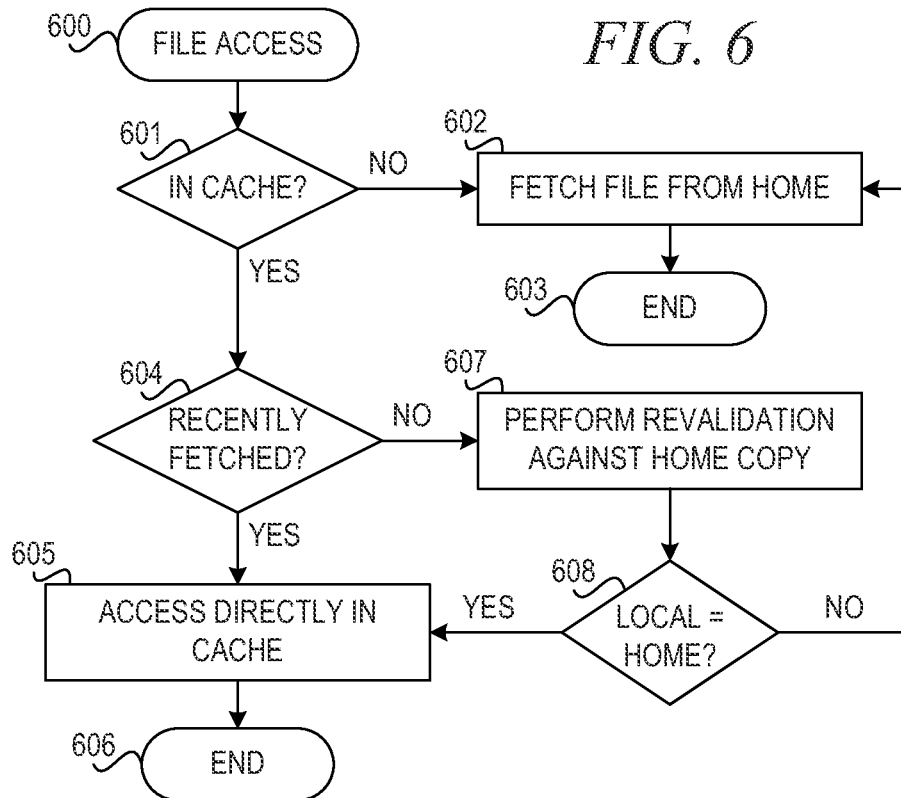 FIG. 6
600
FILE ACCESS
601
IN CACHE?
NO
YES
602
FETCH FILE FROM HOME
603
END
604
RECENTLY
FETCHED?
NO
YES
607
PERFORM REVALIDATION
AGAINST HOME COPY
605
ACCESS DIRECTLY IN
CACHE
608
LOCAL =
HOME?
YES
NO
606
END